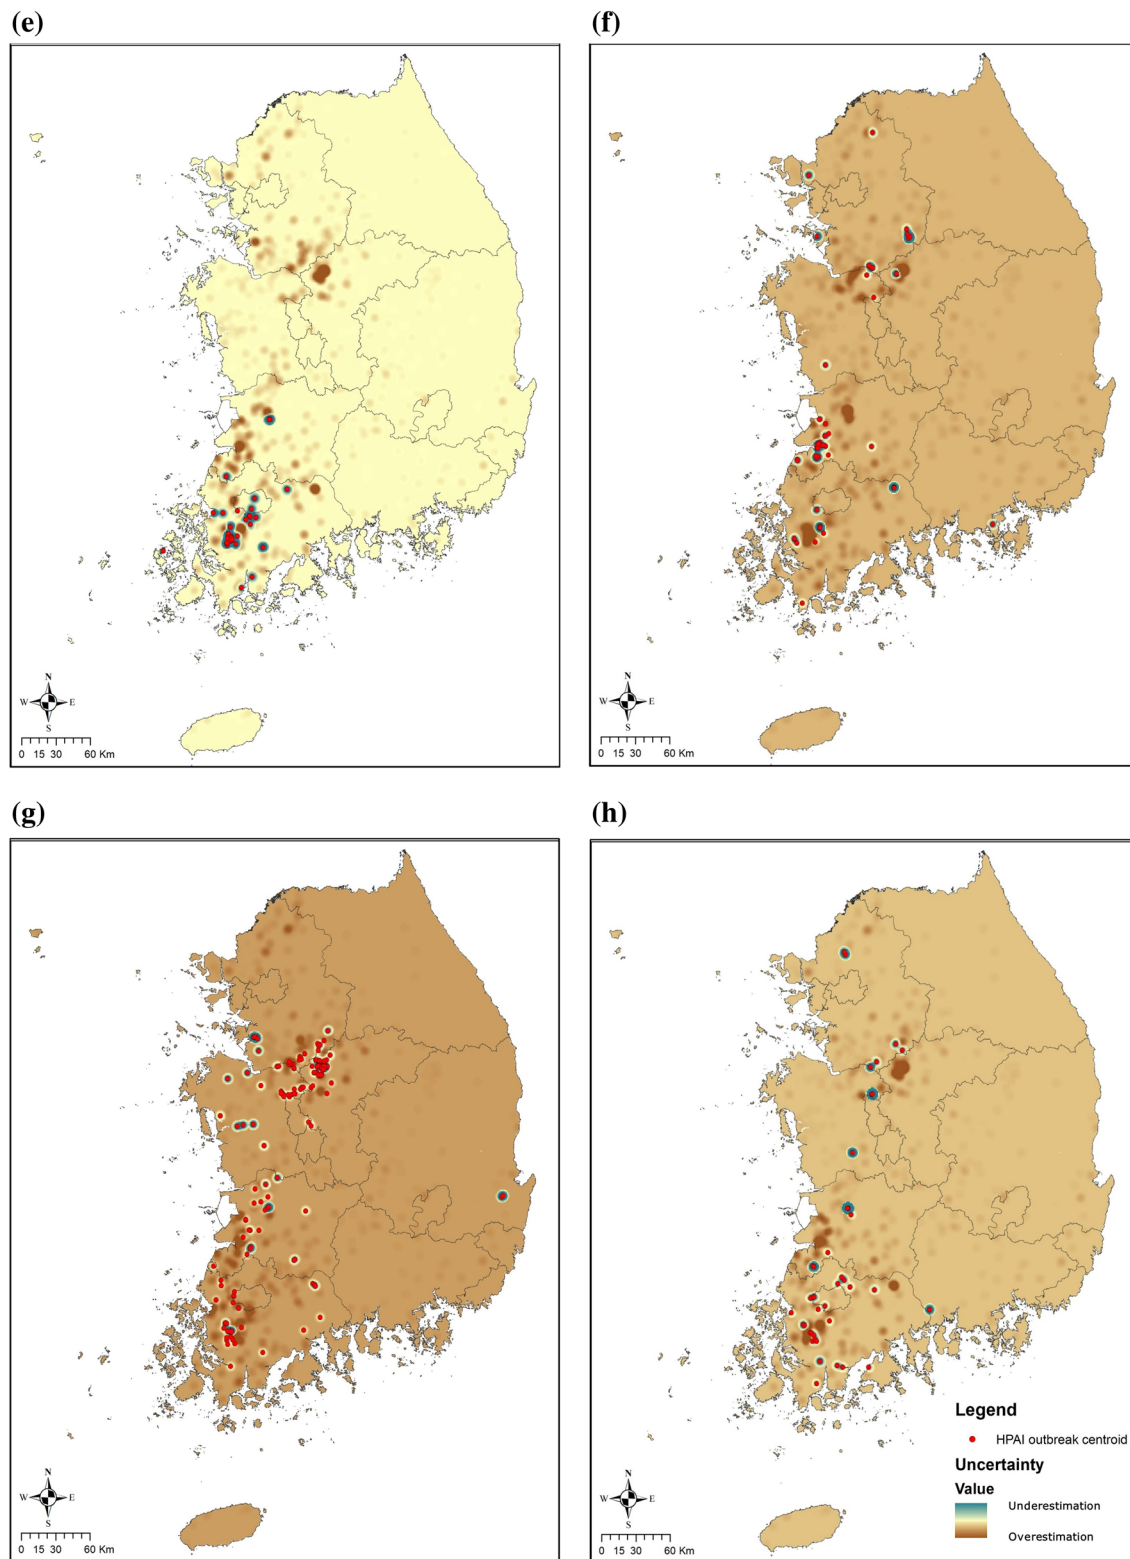 (e)
(f)
N
W E
S
0 15 30 60 Km
N
W E
S
0 15 30 60 Km
(g)
(h)
N
W E
S
0 15 30 60 Km
N
W E
S
0 15 30 60 Km
Legend
HPAI outbreak centroid
Uncertainty
Value
Underestimation
Overestimation